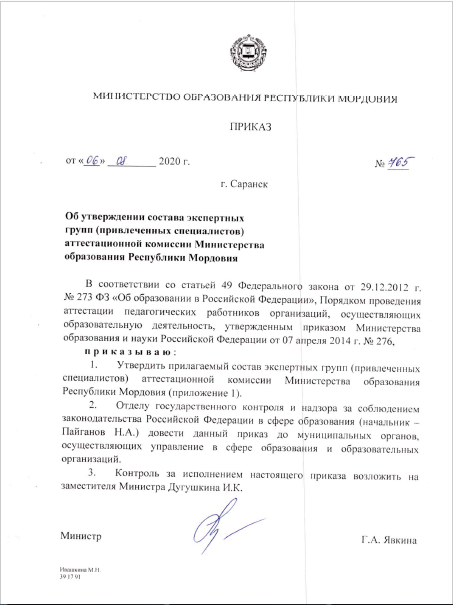 МИНИСТЕРСТВО ОБРАЗОВАНИЯ РЕСПУБЛИКИ МОРДОВИЯ
ПРИКАЗ
от «06» 08 2020 г.
№ 765
г. Саранск
Об утверждении состава экспертных
групп (привлеченных специалистов)
аттестационной комиссии Министерства
образования Республики Мордовия
В соответствии со статьей 49 Федерального закона от 29.12.2012 г.
№ 273 ФЗ «Об образовании в Российской Федерации», Порядком проведения
аттестации педагогических работников организаций, осуществляющих
образовательную деятельность, утвержденным приказом Министерства
образования и науки Российской Федерации от 07 апреля 2014 г. № 276,
приказываю:
1. Утвердить прилагаемый состав экспертных групп (привлеченных
специалистов) аттестационной комиссии Министерства образования
Республики Мордовия (приложение 1).
2. Отделу государственного контроля и надзора за соблюдением
законодательства Российской Федерации в сфере образования (начальник –
Пайганов Н.А.) довести данный приказ до муниципальных органов,
осуществляющих управление в сфере образования и образовательных
организаций.
3. Контроль за исполнением настоящего приказа возложить на
заместителя Министра Дугушкина И.К.
Министр
Г.А. Явкина
Ивашкина М.Н.
39 17 91